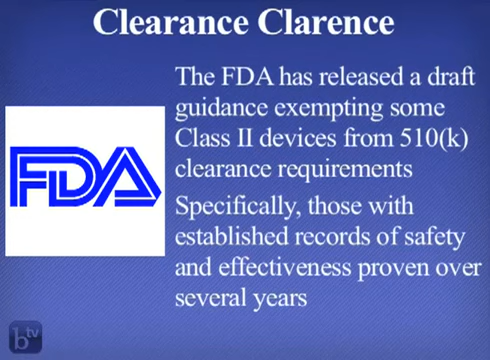 Clearance Clarence
The FDA has released a draft
guidance exempting some
Class II devices from 510(k)
clearance requirements
FDA
Specifically, those with
established records of safety
and effectiveness proven over
several years
btv